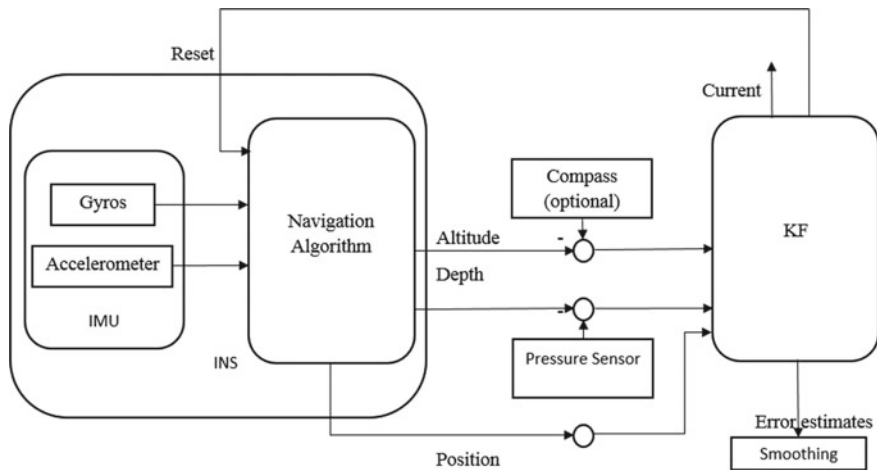 Reset
Current
Compass
(optional)
Gyros
Navigation
Algorithm
-
Altitude
KF
Accelerometer
Depth
-
IMU
INS
Pressure Sensor
Error estimates
Position
Smoothing